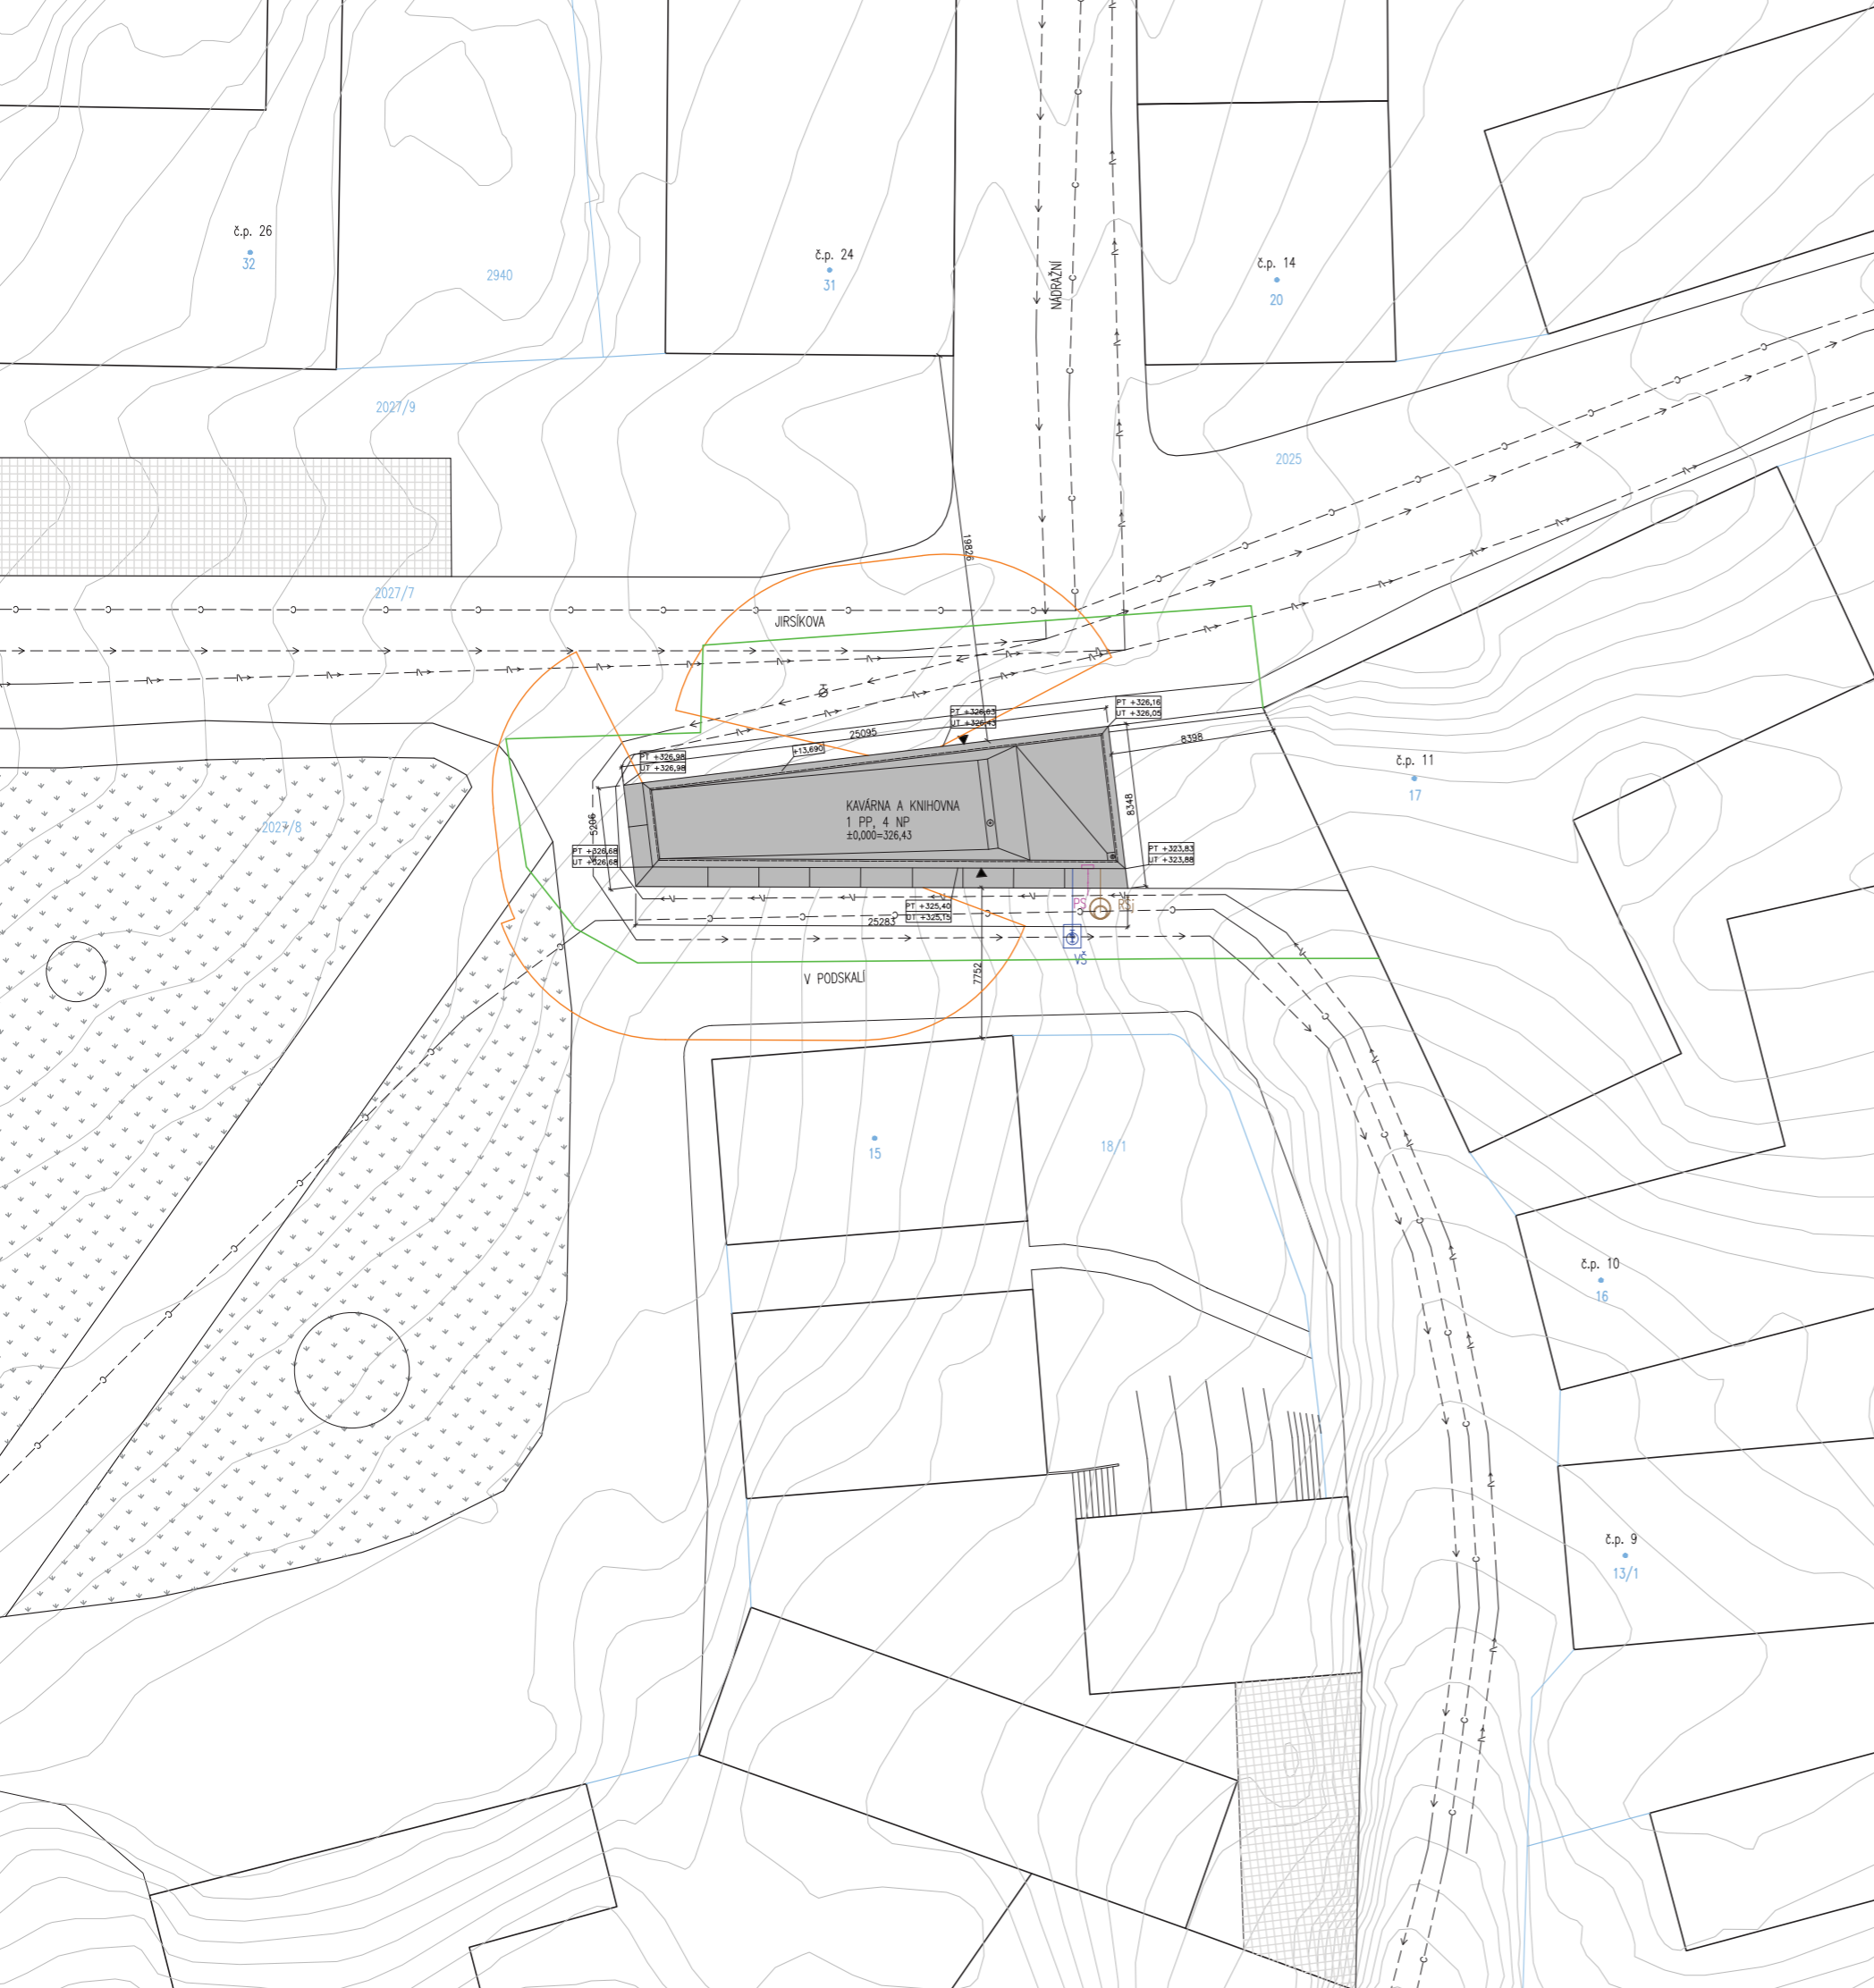 č.p. 26
32
2940
č.p. 24
31
NÁDRAŽNÍ
č.p. 14
20
2027/9
2025
19826
2027/7
JIRSÍKOVA
PT +326,63
UT +326,43
PT +326,16
UT +326,05
25095
8398
+13,690
PT +326,98
UT +326,98
č.p. 11
17
KAVÁRNA A KNIHOVNA
1 PP, 4 NP
±0,000=326,43
8348
5206
2027/8
PT +326,68
UT +326,68
PT +323,83
UT +323,88
PS
RŠj
PT +325,40
UT +325,15
25283
VŠ
7752
V PODSKALÍ
15
18/1
č.p. 10
16
č.p. 9
13/1